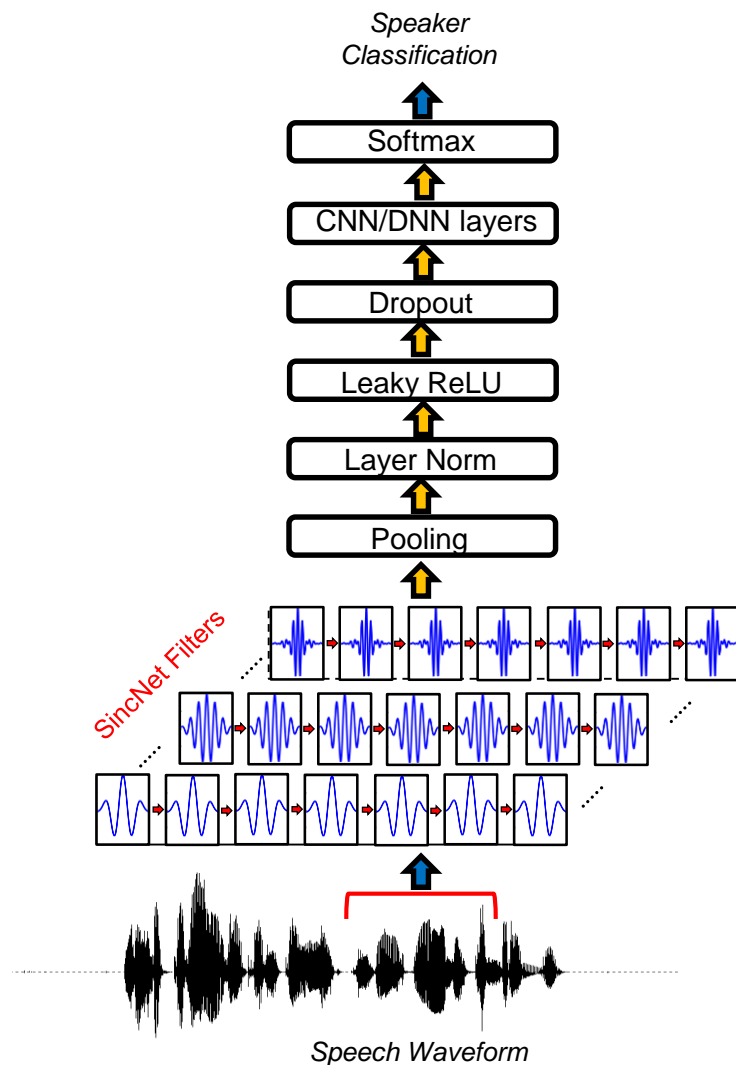 Speaker
Classification
Softmax
CNN/DNN layers
Dropout
Leaky ReLU
Layer Norm
Pooling
SincNet Filters
Speech Waveform